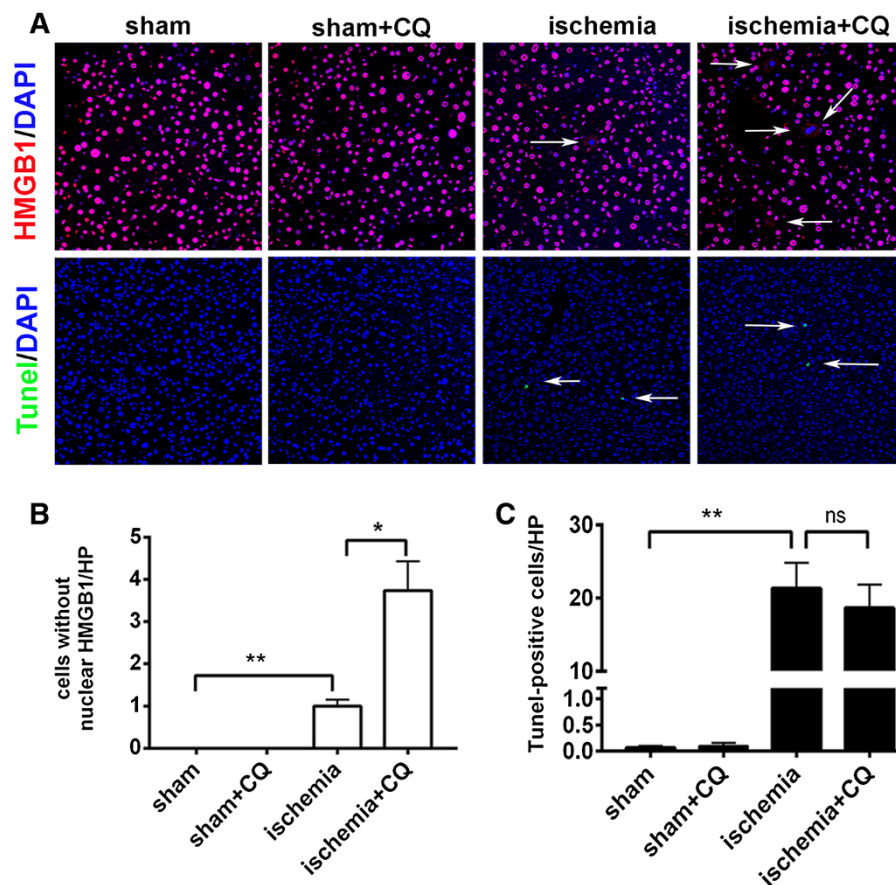 A
sham
sham+CQ
ischemia
ischemia+CQ
HMGB1/DAPI
Tunel/DAPI
B
cells without
nuclear HMGB1/HP
5
4
3
2
1
0
**
*
sham
sham+CQ
ischemia
ischemia+CQ
C
Tunel-positive cells/HP
30
20
10
1.0
0.5
0.0
**
ns
sham
sham+CQ
ischemia
ischemia+CQ